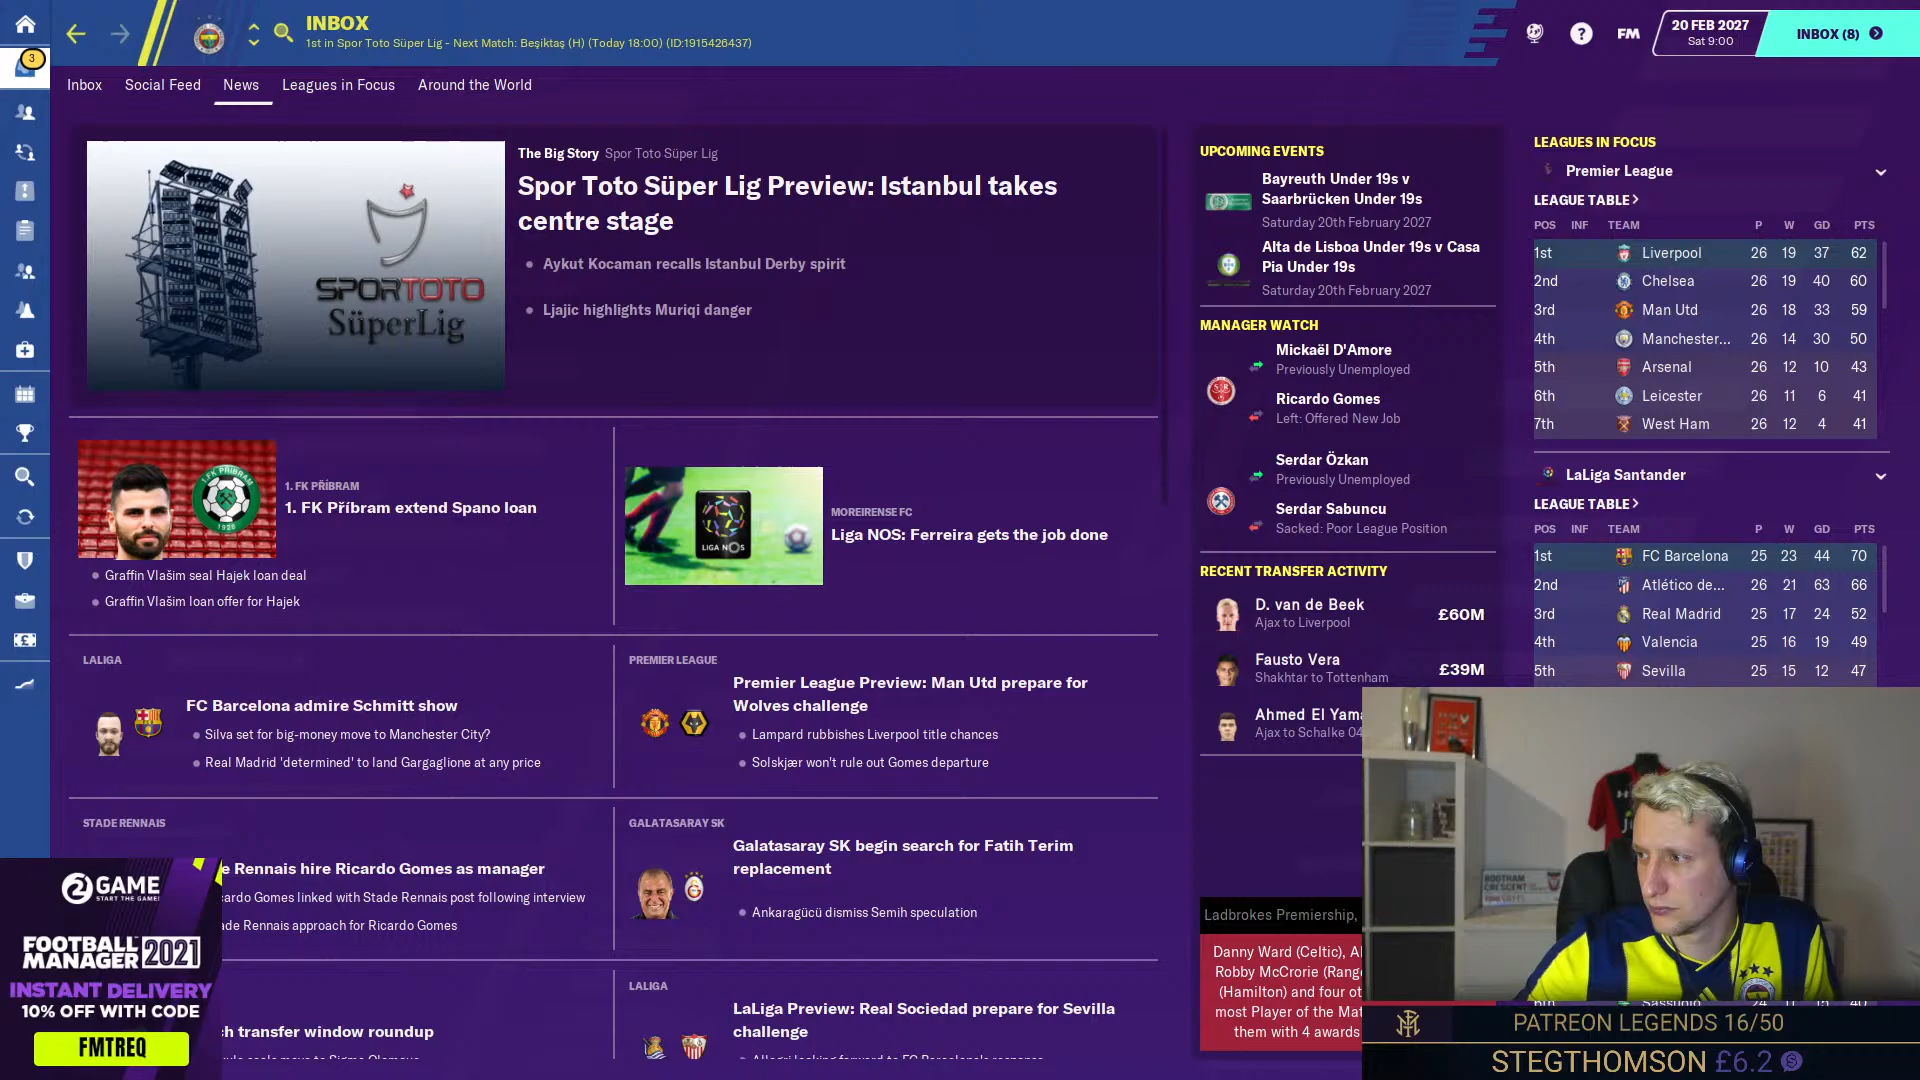 3
INBOX
1st in Spor Toto Süper Lig - Next Match: Beşiktaş (H) (Today 18:00) (ID:1915426437)
?
FM
20 FEB 2027
Sat 9:00
INBOX (8)
Inbox
Social Feed
News
Leagues in Focus
Around the World
SPORTOTO
SüperLig
The Big Story Spor Toto Süper Lig
Spor Toto Süper Lig Preview: Istanbul takes
centre stage
Aykut Kocaman recalls Istanbul Derby spirit
Ljajic highlights Muriqi danger
1. FK PŘÍBRAM
1. FK Příbram extend Spano loan
Graffin Vlašim seal Hajek loan deal
Graffin Vlašim loan offer for Hajek
LIGA NOS
MOREIRENSE FC
Liga NOS: Ferreira gets the job done
LALIGA
FC Barcelona admire Schmitt show
Silva set for big-money move to Manchester City?
Real Madrid 'determined' to land Gargaglione at any price
PREMIER LEAGUE
Premier League Preview: Man Utd prepare for
Wolves challenge
Lampard rubbishes Liverpool title chances
Solskjær won't rule out Gomes departure
STADE RENNAIS
e Rennais hire Ricardo Gomes as manager
cardo Gomes linked with Stade Rennais post following interview
ade Rennais approach for Ricardo Gomes
GALATASARAY SK
Galatasaray SK begin search for Fatih Terim
replacement
Ankaragücü dismiss Semih speculation
ch transfer window roundup
LALIGA
LaLiga Preview: Real Sociedad prepare for Sevilla
challenge
UPCOMING EVENTS
Bayreuth Under 19s v
Saarbrücken Under 19s
Saturday 20th February 2027
Alta de Lisboa Under 19s v Casa
Pia Under 19s
Saturday 20th February 2027
MANAGER WATCH
Mickaël D'Amore
Previously Unemployed
Ricardo Gomes
Left: Offered New Job
Serdar Özkan
Previously Unemployed
Serdar Sabuncu
Sacked: Poor League Position
RECENT TRANSFER ACTIVITY
D. van de Beek £60M
Ajax to Liverpool
Fausto Vera £39M
Shakhtar to Tottenham
Ahmed El Yama
Ajax to Schalke 04
Ladbrokes Premiership,
Danny Ward (Celtic), Al
Robby McCrorie (Range
(Hamilton) and four ot
most Player of the Mat
them with 4 awards
LEAGUES IN FOCUS
Premier League
LEAGUE TABLE
POS INF TEAM P W GD PTS
1st Liverpool 26 19 37 62
2nd Chelsea 26 19 40 60
3rd Man Utd 26 18 33 59
4th Manchester... 26 14 30 50
5th Arsenal 26 12 10 43
6th Leicester 26 11 6 41
7th West Ham 26 12 4 41
LaLiga Santander
LEAGUE TABLE
POS INF TEAM P W GD PTS
1st FC Barcelona 25 23 44 70
2nd Atlético de... 26 21 63 66
3rd Real Madrid 25 17 24 52
4th Valencia 25 16 19 49
5th Sevilla 25 15 12 47
BOOTHAM
CRESCENT
2GAME
START THE GAME!
FOOTBALL
MANAGER 2021
INSTANT DELIVERY
10% OFF WITH CODE
FMTREQ
PATREON LEGENDS 16/50
STEGTHOMSON £6.2